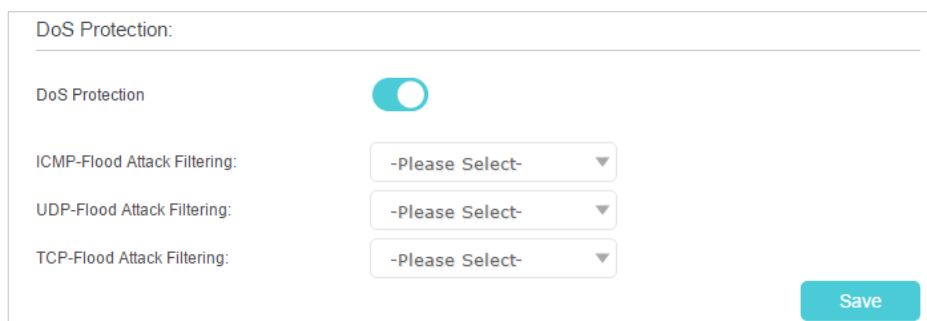 DoS Protection:
DoS Protection
ICMP-Flood Attack Filtering: -Please Select-
UDP-Flood Attack Filtering: -Please Select-
TCP-Flood Attack Filtering: -Please Select-
Save